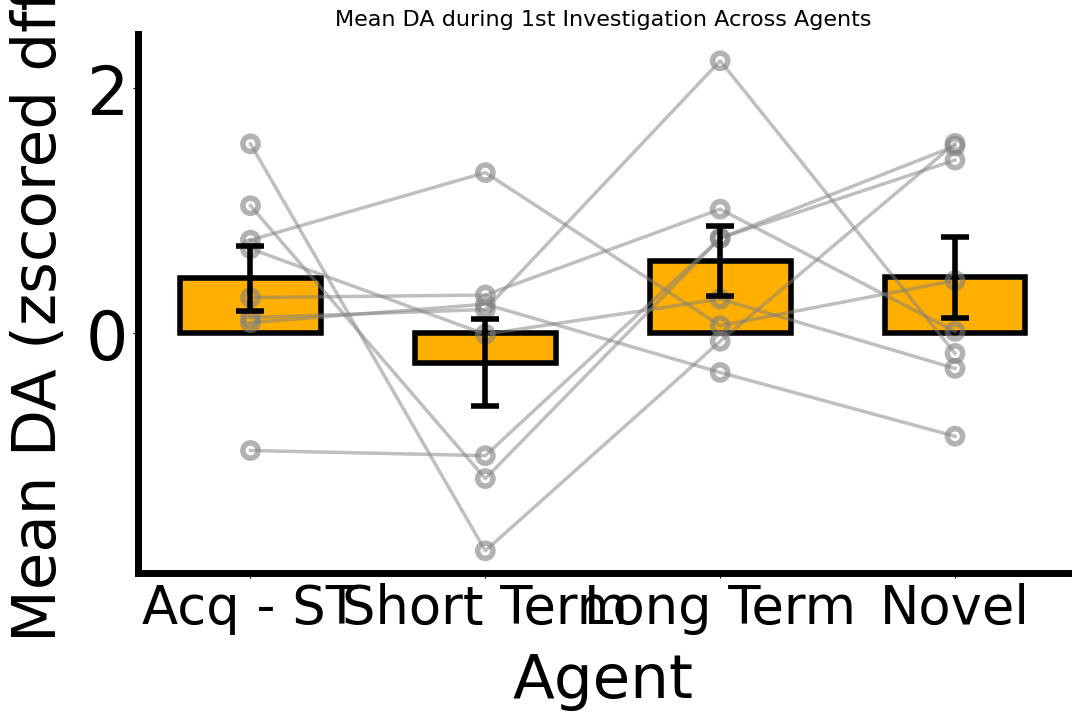 Mean DA during 1st Investigation Across Agents
Mean DA (zscored dff
2
0
Acq - ST
Short Term
Long Term
Novel
Agent